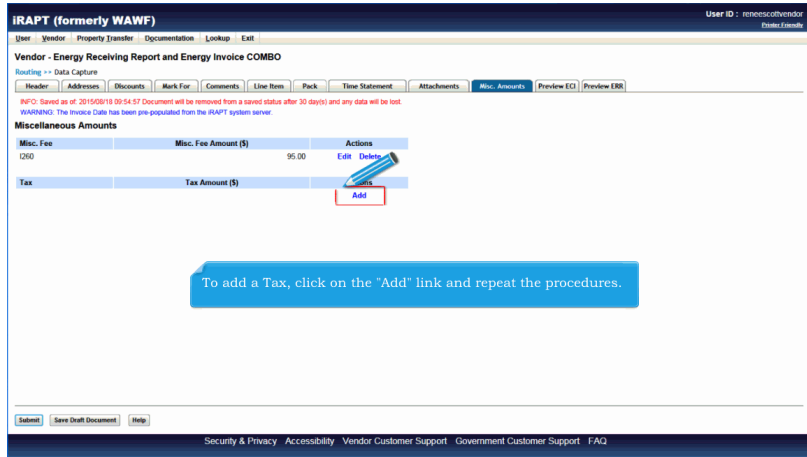 iRAPT (formerly WAWF)
User ID : reneescottvendor
Printer Friendly
User Vendor Property Transfer Documentation Lookup Exit
Vendor - Energy Receiving Report and Energy Invoice COMBO
Routing >> Data Capture
Header Addresses Discounts Mark For Comments Line Item Pack Time Statement Attachments Misc. Amounts Preview ECI Preview ERR
INFO: Saved as of: 2015/08/18 09:54:57 Document will be removed from a saved status after 30 day(s) and any data will be lost.
WARNING: The Invoice Date has been pre-populated from the iRAPT system server.
Miscellaneous Amounts
Misc. Fee Misc. Fee Amount ($) Actions
I260 95.00 Edit Delete
Tax Tax Amount ($)
Add
To add a Tax, click on the "Add" link and repeat the procedures.
Submit Save Draft Document Help
Security & Privacy Accessibility Vendor Customer Support Government Customer Support FAQ